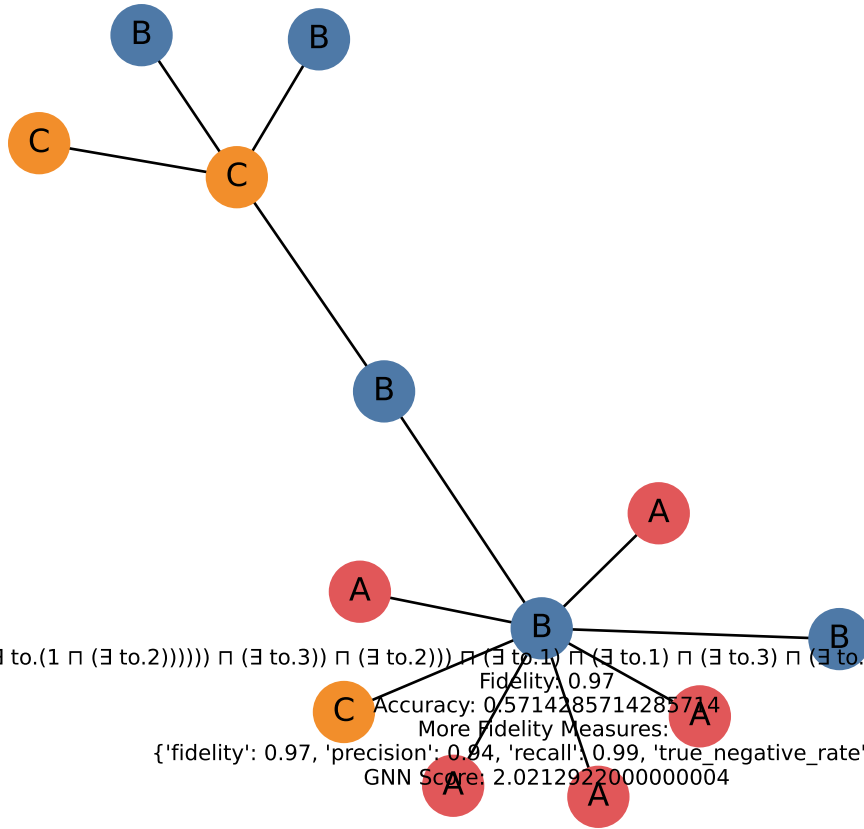 B
B
C
C
B
A
A
B
B
∃ to.(1 ⊓ (∃ to.2)))))) ⊓ (∃ to.3)) ⊓ (∃ to.2))) ⊓ (∃ to.1) ⊓ (∃ to.1) ⊓ (∃ to.3) ⊓ (∃ to.
Fidelity: 0.97
C
Accuracy: 0.5714285714285714
A
More Fidelity Measures:
{'fidelity': 0.97, 'precision': 0.94, 'recall': 0.99, 'true_negative_rate'
GNN Score: 2.0212922000000004
A
A